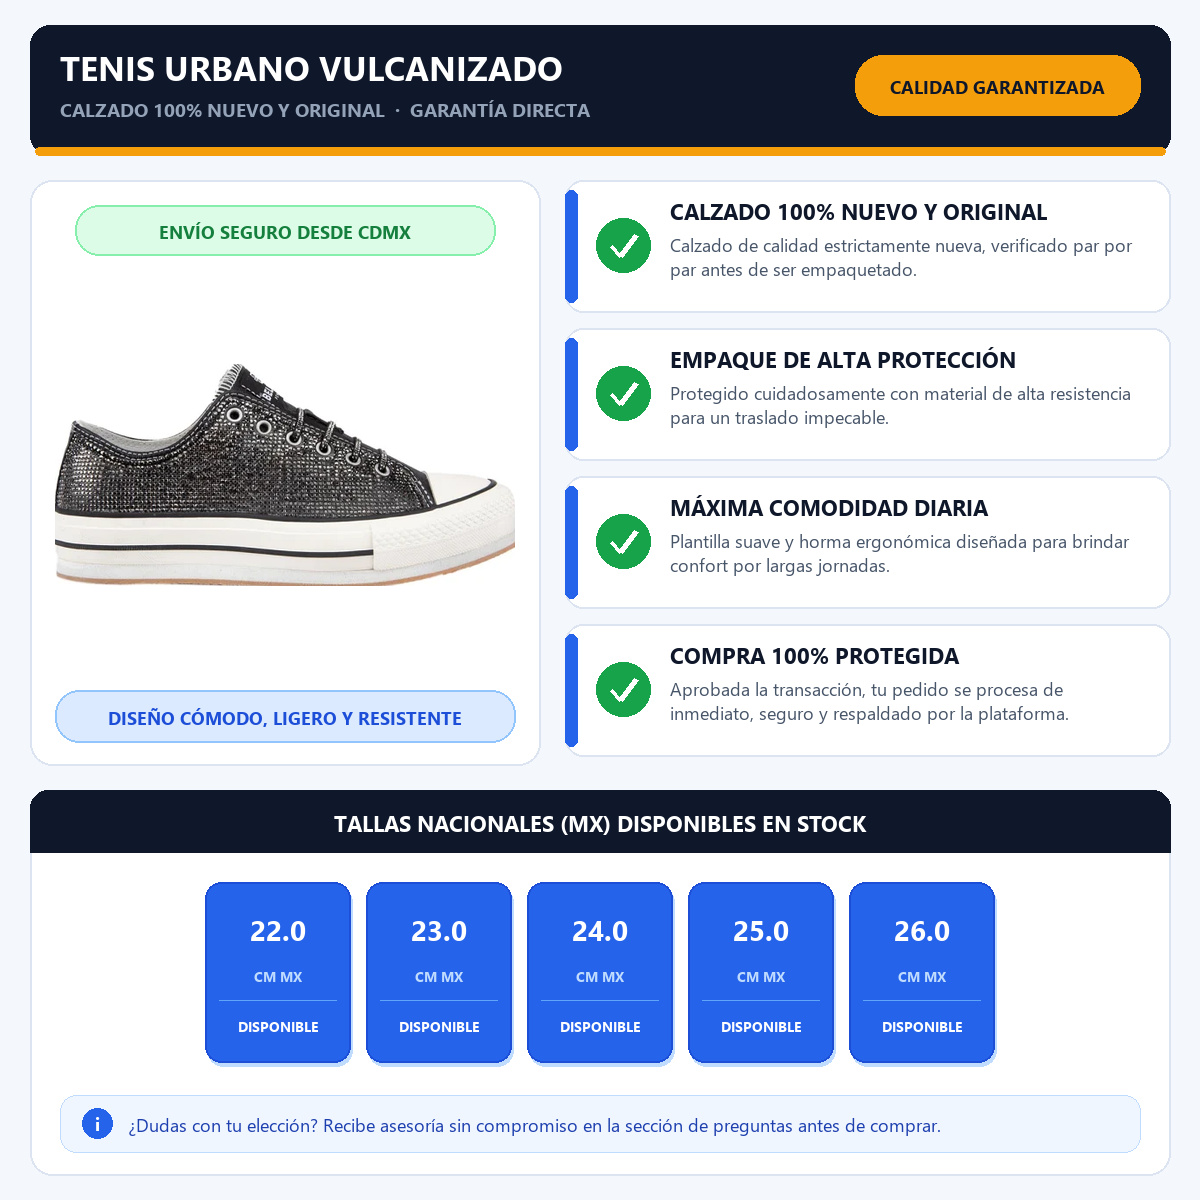 TENIS URBANO VULCANIZADO
CALZADO 100% NUEVO Y ORIGINAL · GARANTÍA DIRECTA
CALIDAD GARANTIZADA
ENVÍO SEGURO DESDE CDMX
DISEÑO CÓMODO, LIGERO Y RESISTENTE
CALZADO 100% NUEVO Y ORIGINAL
Calzado de calidad estrictamente nueva, verificado par por
par antes de ser empaquetado.
EMPAQUE DE ALTA PROTECCIÓN
Protegido cuidadosamente con material de alta resistencia
para un traslado impecable.
MÁXIMA COMODIDAD DIARIA
Plantilla suave y horma ergonómica diseñada para brindar
confort por largas jornadas.
COMPRA 100% PROTEGIDA
Aprobada la transacción, tu pedido se procesa de
inmediato, seguro y respaldado por la plataforma.
TALLAS NACIONALES (MX) DISPONIBLES EN STOCK
22.0
CM MX
DISPONIBLE
23.0
CM MX
DISPONIBLE
24.0
CM MX
DISPONIBLE
25.0
CM MX
DISPONIBLE
26.0
CM MX
DISPONIBLE
¿Dudas con tu elección? Recibe asesoría sin compromiso en la sección de preguntas antes de comprar.